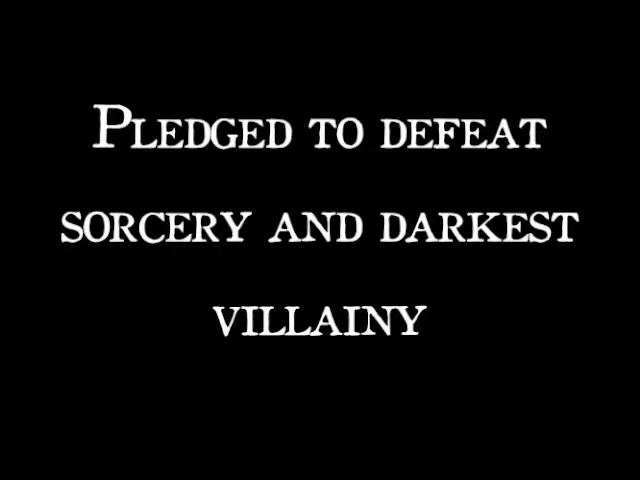 Pledged to defeat
sorcery and darkest
villainy